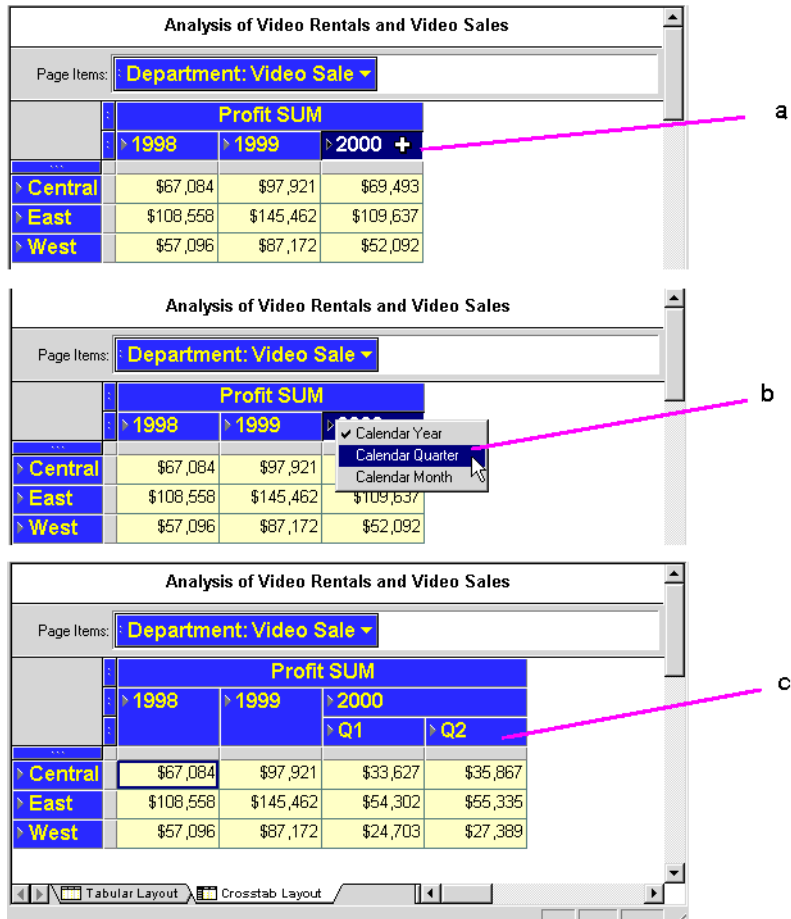 Analysis of Video Rentals and Video Sales
Page Items: Department: Video Sale
a
Profit SUM
1998 1999 2000
Central $67,084 $97,921 $69,493
East $108,558 $145,462 $109,637
West $57,096 $87,172 $52,092
Analysis of Video Rentals and Video Sales
Page Items: Department: Video Sale
b
Profit SUM
1998 1999
Calendar Year
Calendar Quarter
Calendar Month
Central $67,084 $97,921
East $108,558 $145,462 $109,637
West $57,096 $87,172 $52,092
Analysis of Video Rentals and Video Sales
Page Items: Department: Video Sale
Profit SUM
c
1998 1999 2000
Q1 Q2
Central $67,084 $97,921 $33,627 $35,867
East $108,558 $145,462 $54,302 $55,335
West $57,096 $87,172 $24,703 $27,389
Tabular Layout Crosstab Layout